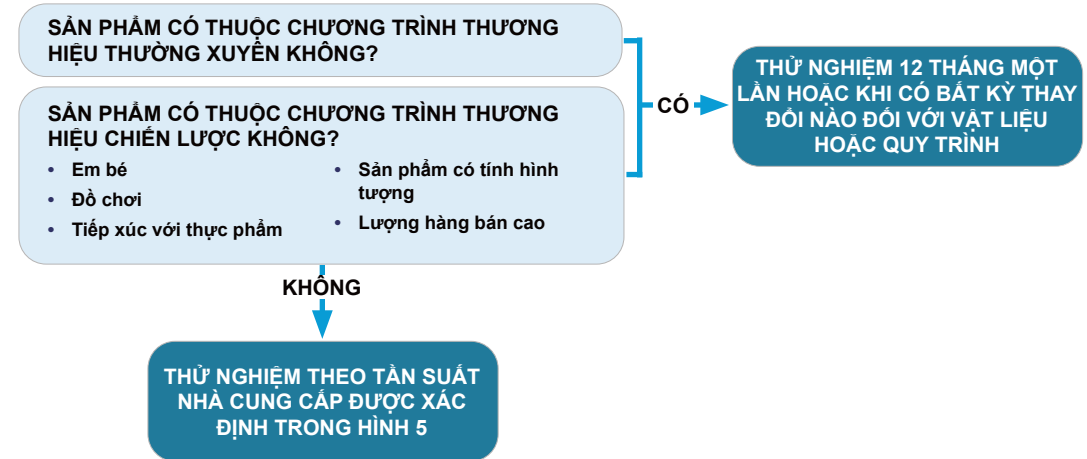 SẢN PHẨM CÓ THUỘC CHƯƠNG TRÌNH THƯƠNG
HIỆU THƯỜNG XUYÊN KHÔNG?
SẢN PHẨM CÓ THUỘC CHƯƠNG TRÌNH THƯƠNG
HIỆU CHIẾN LƯỢC KHÔNG?
• Em bé
• Đồ chơi
• Tiếp xúc với thực phẩm
• Sản phẩm có tính hình
tượng
• Lượng hàng bán cao
CÓ
THỬ NGHIỆM 12 THÁNG MỘT
LẦN HOẶC KHI CÓ BẤT KỲ THAY
ĐỔI NÀO ĐỐI VỚI VẬT LIỆU
HOẶC QUY TRÌNH
KHÔNG
THỬ NGHIỆM THEO TẦN SUẤT
NHÀ CUNG CẤP ĐƯỢC XÁC
ĐỊNH TRONG HÌNH 5